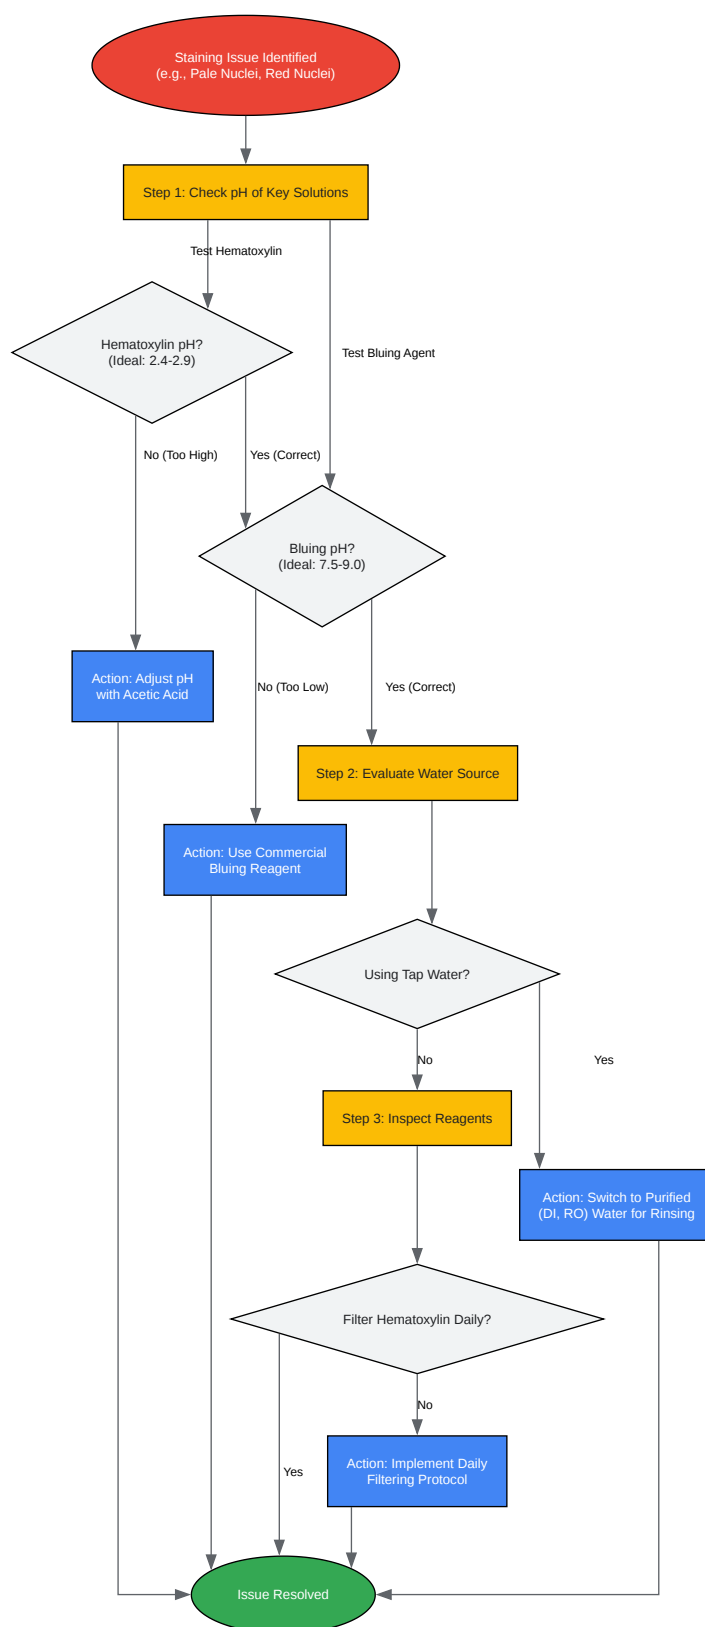 Staining Issue Identified
(e.g., Pale Nuclei, Red Nuclei)
Step 1: Check pH of Key Solutions
Test Hematoxylin
Hematoxylin pH?
(Ideal: 2.4-2.9)
Test Bluing Agent
No (Too High)
Yes (Correct)
Bluing pH?
(Ideal: 7.5-9.0)
Action: Adjust pH
with Acetic Acid
No (Too Low)
Yes (Correct)
Step 2: Evaluate Water Source
Action: Use Commercial
Bluing Reagent
Using Tap Water?
No
Yes
Step 3: Inspect Reagents
Action: Switch to Purified
(DI, RO) Water for Rinsing
Filter Hematoxylin Daily?
No
Action: Implement Daily
Filtering Protocol
Yes
Issue Resolved